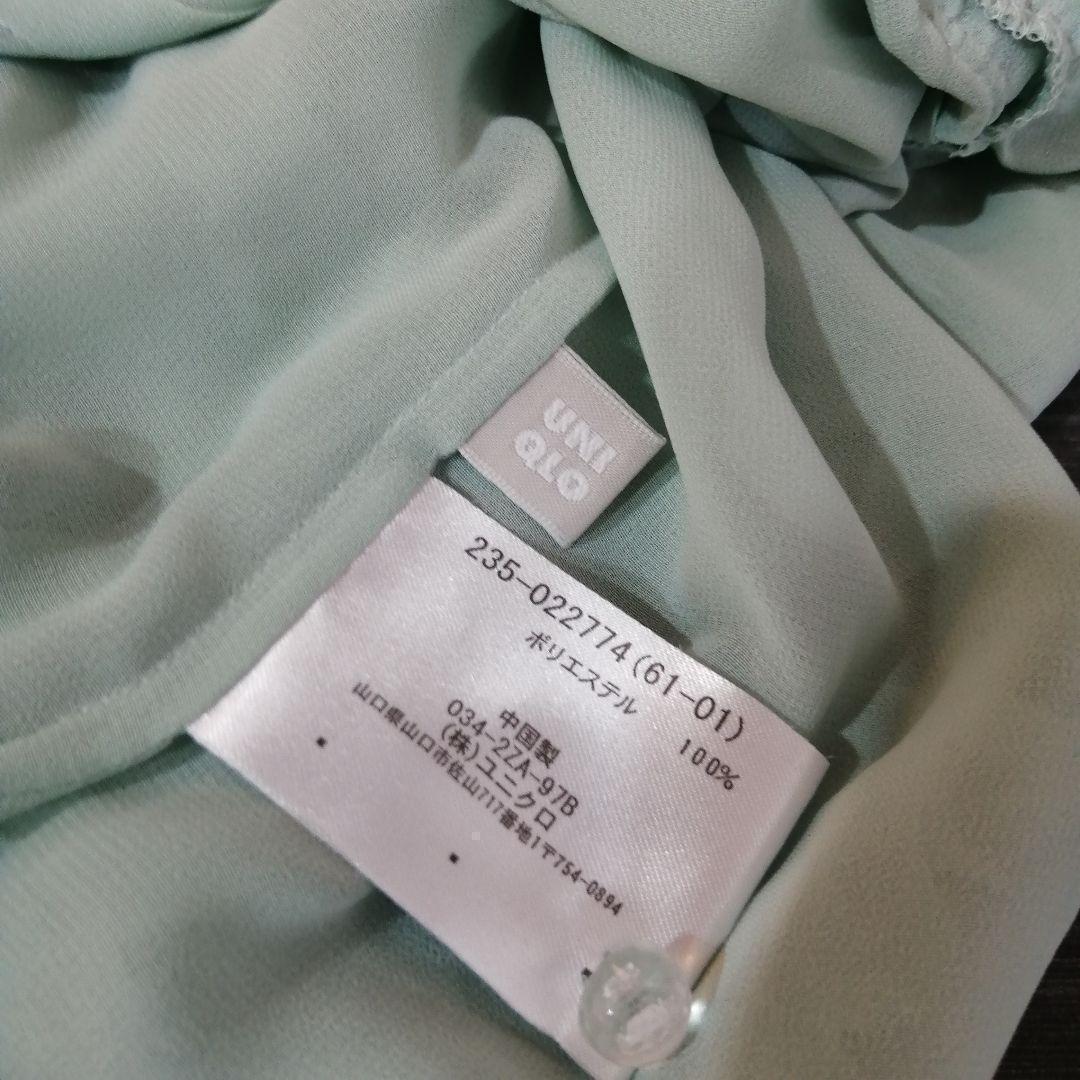 UNI
QLO
235-022774(61-01)
ポリエステル 100%
中国製
034-2ZA-97B
(株)ユニクロ
山口県山口市佐山717番地1〒754-0894